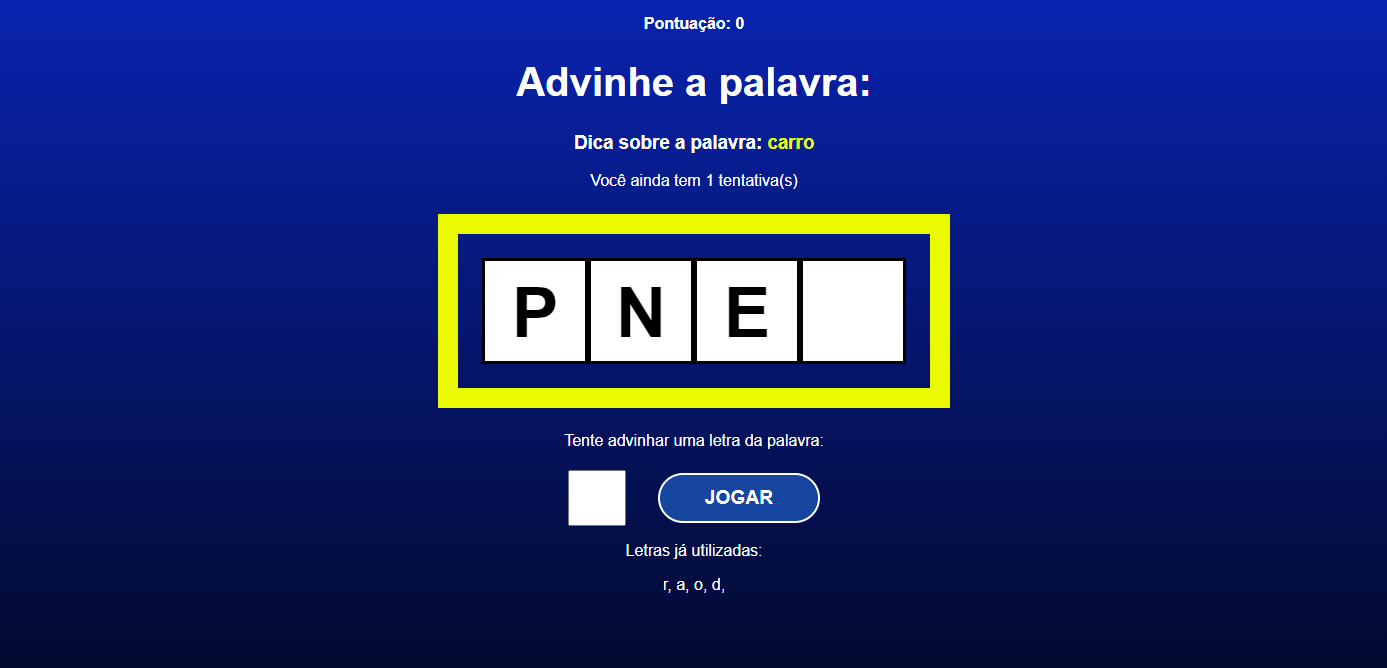 Pontuação: 0
Advinhe a palavra:
Dica sobre a palavra: carro
Você ainda tem 1 tentativa(s)
P N E
Tente advinhar uma letra da palavra:
JOGAR
Letras já utilizadas:
r, a, o, d,